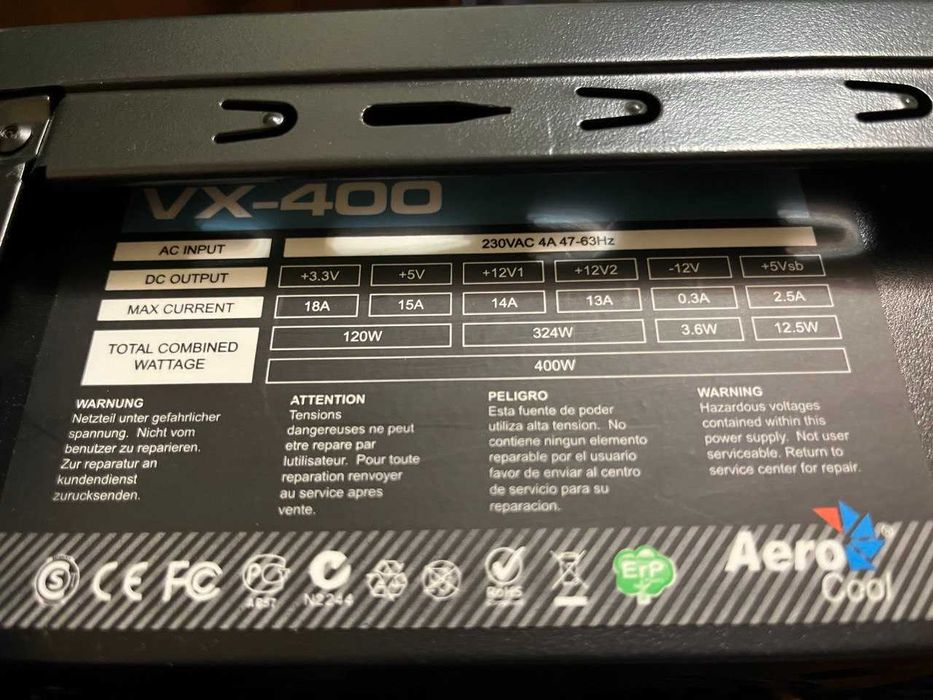 VX-400
AC INPUT 230VAC 4A 47-63Hz
DC OUTPUT +3.3V +5V +12V1 +12V2 -12V +5Vsb
MAX CURRENT 18A 15A 14A 13A 0.3A 2.5A
TOTAL COMBINED WATTAGE 120W 324W 3.6W 12.5W
400W
WARNUNG
Netzteil unter gefahrlicher
spannung. Nicht vom
benutzer zu reparieren.
Zur reparatur an
kundendienst
zurucksenden.
ATTENTION
Tensions
dangereuses ne peut
etre repare par
lutilisateur. Pour toute
reparation renvoyer
au service apres
vente.
PELIGRO
Esta fuente de poder
utiliza alta tension. No
contiene ningun elemento
reparable por el usuario
favor de enviar al centro
de servicio para su
reparacion.
WARNING
Hazardous voltages
contained within this
power supply. Not user
serviceable. Return to
service center for repair.
S CE FC PG RoHS ErP
N2244
Aero
Cool